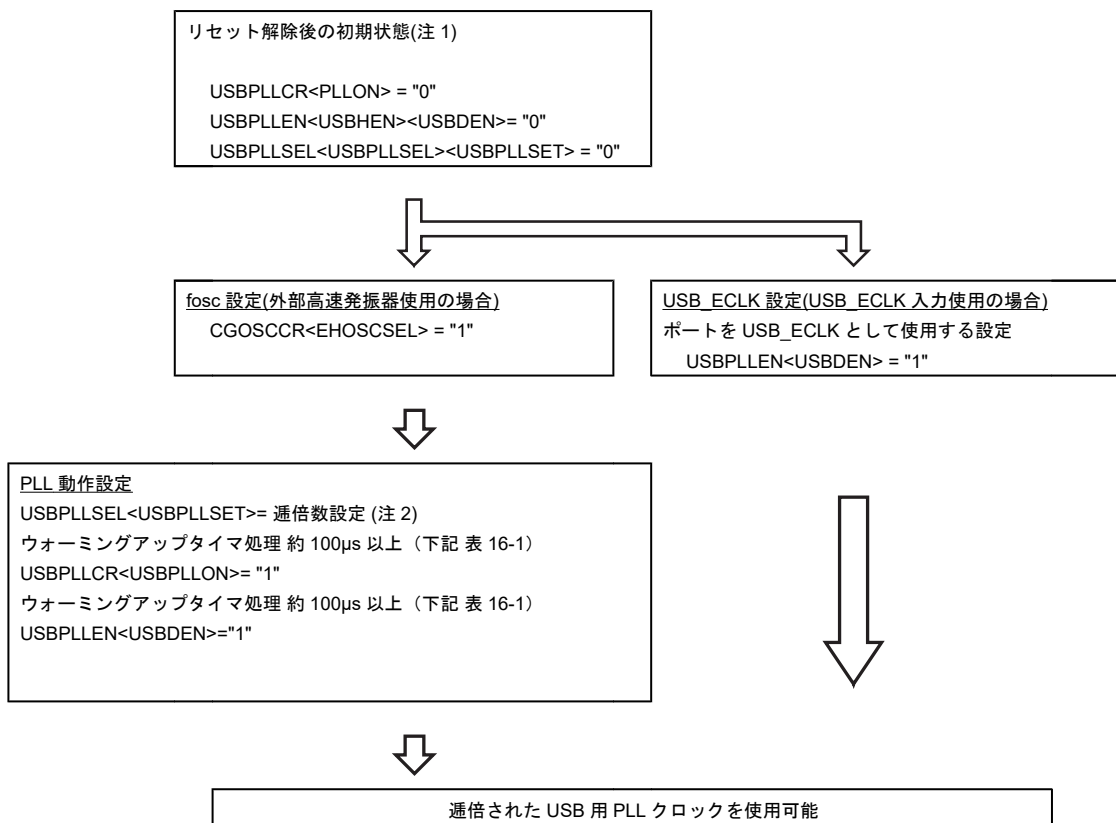 リセット解除後の初期状態(注 1)
USBPLLCR<PLLON> = "0"
USBPLLEN<USBHEN><USBDEN>= "0"
USBPLLSEL<USBPLLSEL><USBPLLSET> = "0"
fosc 設定(外部高速発振器使用の場合)
CGOSCCR<EHOSCSEL> = "1"
USB_ECLK 設定(USB_ECLK 入力使用の場合)
ポートを USB_ECLK として使用する設定
USBPLLEN<USBDEN> = "1"
PLL 動作設定
USBPLLSEL<USBPLLSET>= 逓倍数設定 (注 2)
ウォーミングアップタイマ処理 約 100μs 以上（下記 表 16-1）
USBPLLCR<USBPLLON>= "1"
ウォーミングアップタイマ処理 約 100μs 以上（下記 表 16-1）
USBPLLEN<USBDEN>="1"
逓倍された USB 用 PLL クロックを使用可能